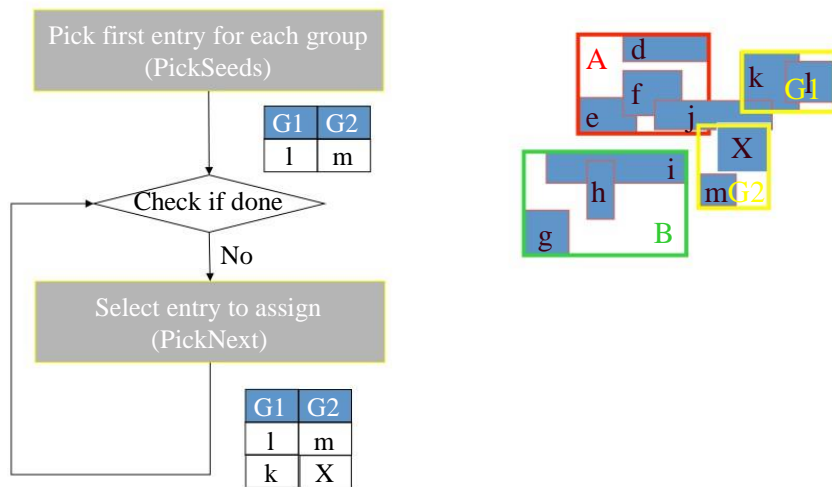 Pick first entry for each group
(PickSeeds)
G1 G2
l m
Check if done
No
Select entry to assign
(PickNext)
G1 G2
l m
k X
A d
f
e j
k G1 l
X
m G2
i
h
g B